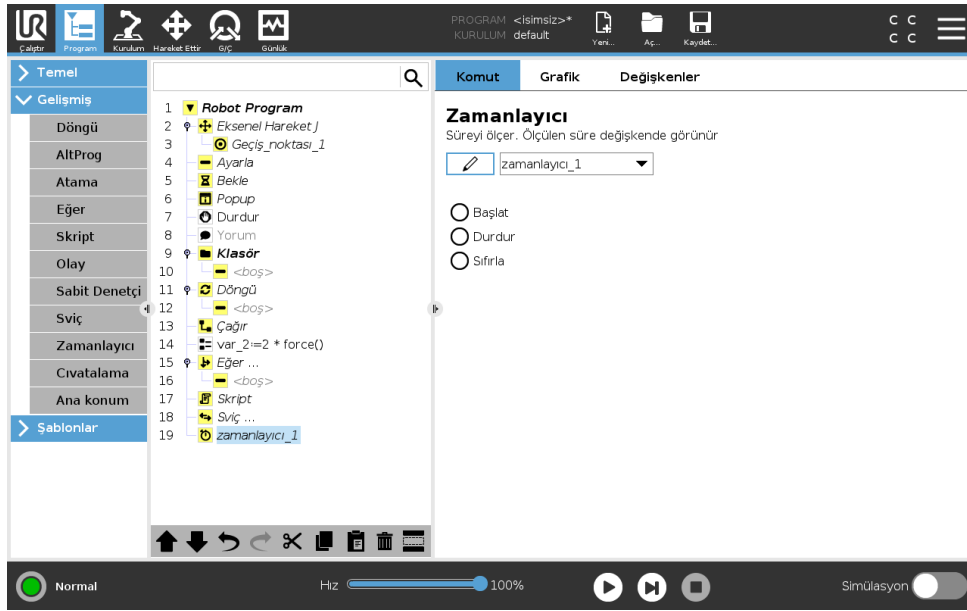 UR
PROGRAM <isimsiz>*
KURULUM default
Çalıştır Program Kurulum Hareket Ettir G/Ç Günlük
Yeni... Aç... Kaydet...
C C
C C
Temel
Gelişmiş
Döngü
AltProg
Atama
Eğer
Skript
Olay
Sabit Denetçi
Sviç
Zamanlayıcı
Cıvatalama
Ana konum
Şablonlar
1 Robot Program
2 Eksenel Hareket J
3 Geçiş_noktası_1
4 Ayarla
5 Bekle
6 Popup
7 Durdur
8 Yorum
9 Klasör
10 <boş>
11 Döngü
12 <boş>
13 Çağır
14 var_2:=2 * force()
15 Eğer ...
16 <boş>
17 Skript
18 Sviç ...
19 zamanlayıcı_1
Komut Grafik Değişkenler
Zamanlayıcı
Süreyi ölçer. Ölçülen süre değişkende görünür
zamanlayıcı_1
Başlat
Durdur
Sıfırla
Normal
Hız 100%
Simülasyon